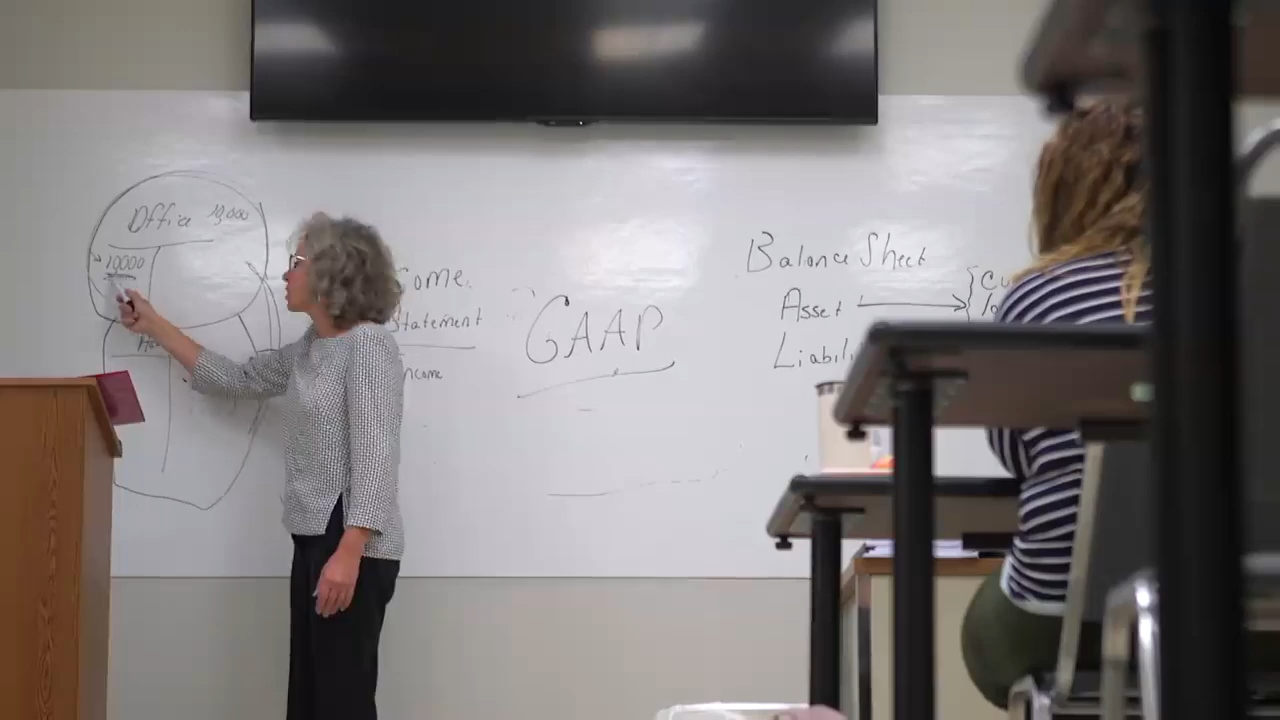 Office 10,000
10000
come
Statement
ncome
GAAP
Balance Sheet
Asset
Liabili